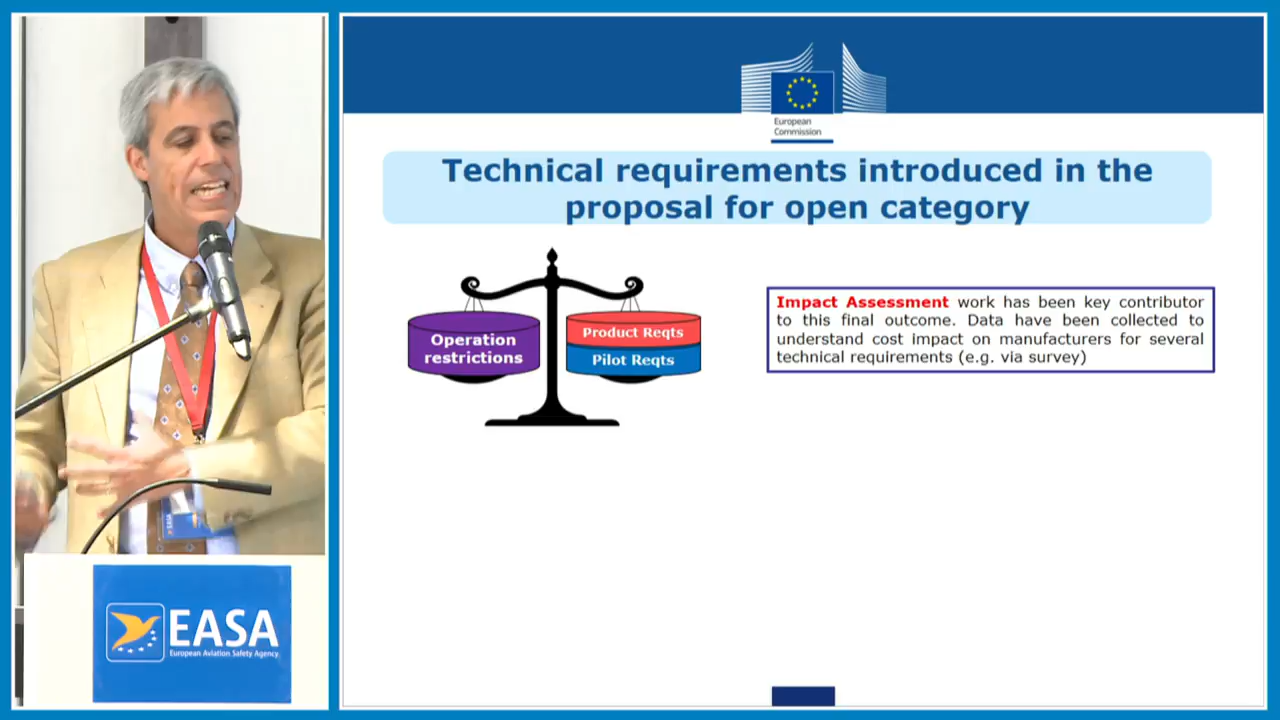 European
Commission
Technical requirements introduced in the
proposal for open category
Operation
restrictions
Product Reqts
Pilot Reqts
Impact Assessment work has been key contributor
to this final outcome. Data have been collected to
understand cost impact on manufacturers for several
technical requirements (e.g. via survey)
EASA
European Aviation Safety Agency